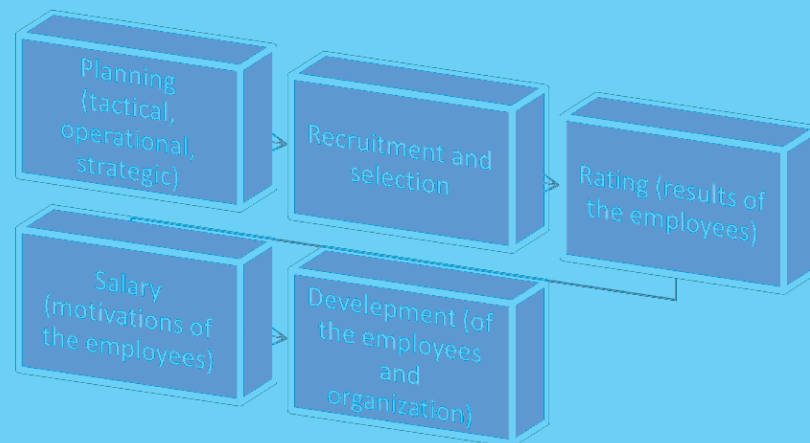 Planning
(tactical,
operational,
strategic)
Recruitment and
selection
Rating (results of
the employees)
Salary
(motivations of
the employees)
Develepment (of
the employees
and
organization)